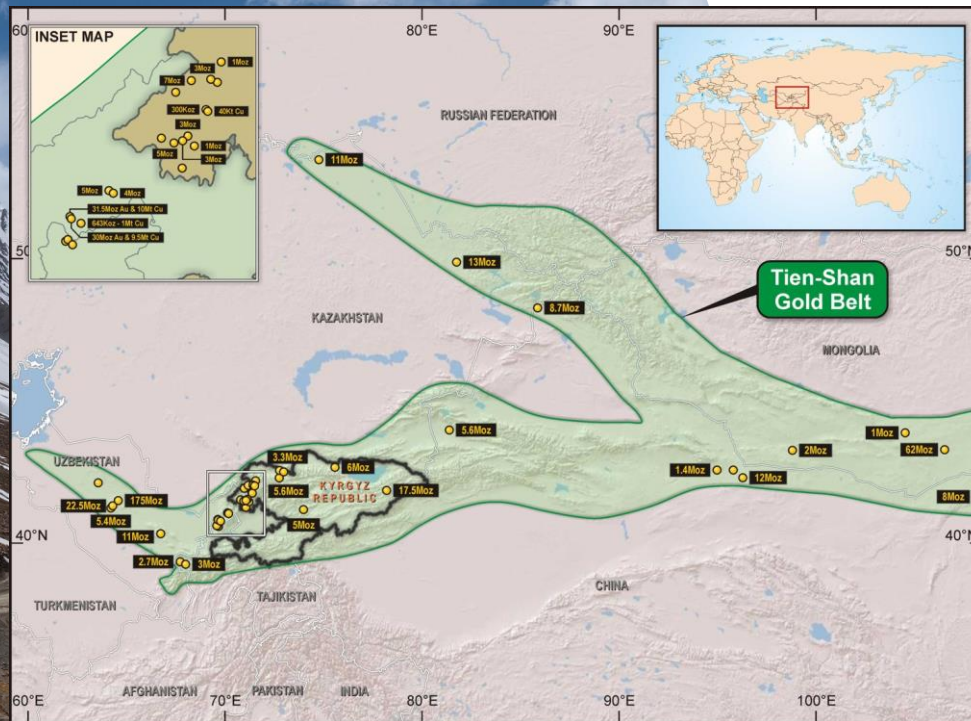 60°E
80°E
90°E
INSET MAP
1Moz
3Moz
7Moz
300Koz
40Kt Cu
3Moz
1Moz
5Moz
3Moz
5Moz
4Moz
31.5Moz Au & 10Mt Cu
643Koz - 1Mt Cu
30Moz Au & 9.5Mt Cu
RUSSIAN FEDERATION
11Moz
50°N
50°N
13Moz
Tien-Shan
Gold Belt
8.7Moz
KAZAKHSTAN
MONGOLIA
5.6Moz
1Moz
62Moz
2Moz
3.3Moz
6Moz
1.4Moz
12Moz
UZBEKISTAN
KYRGYZ
REPUBLIC
5.6Moz
17.5Moz
175Moz
22.5Moz
8Moz
5.4Moz
5Moz
11Moz
40°N
40°N
2.7Moz
3Moz
TURKMENISTAN
TAJIKISTAN
CHINA
AFGHANISTAN
PAKISTAN
INDIA
60°E
70°E
80°E
90°E
100°E